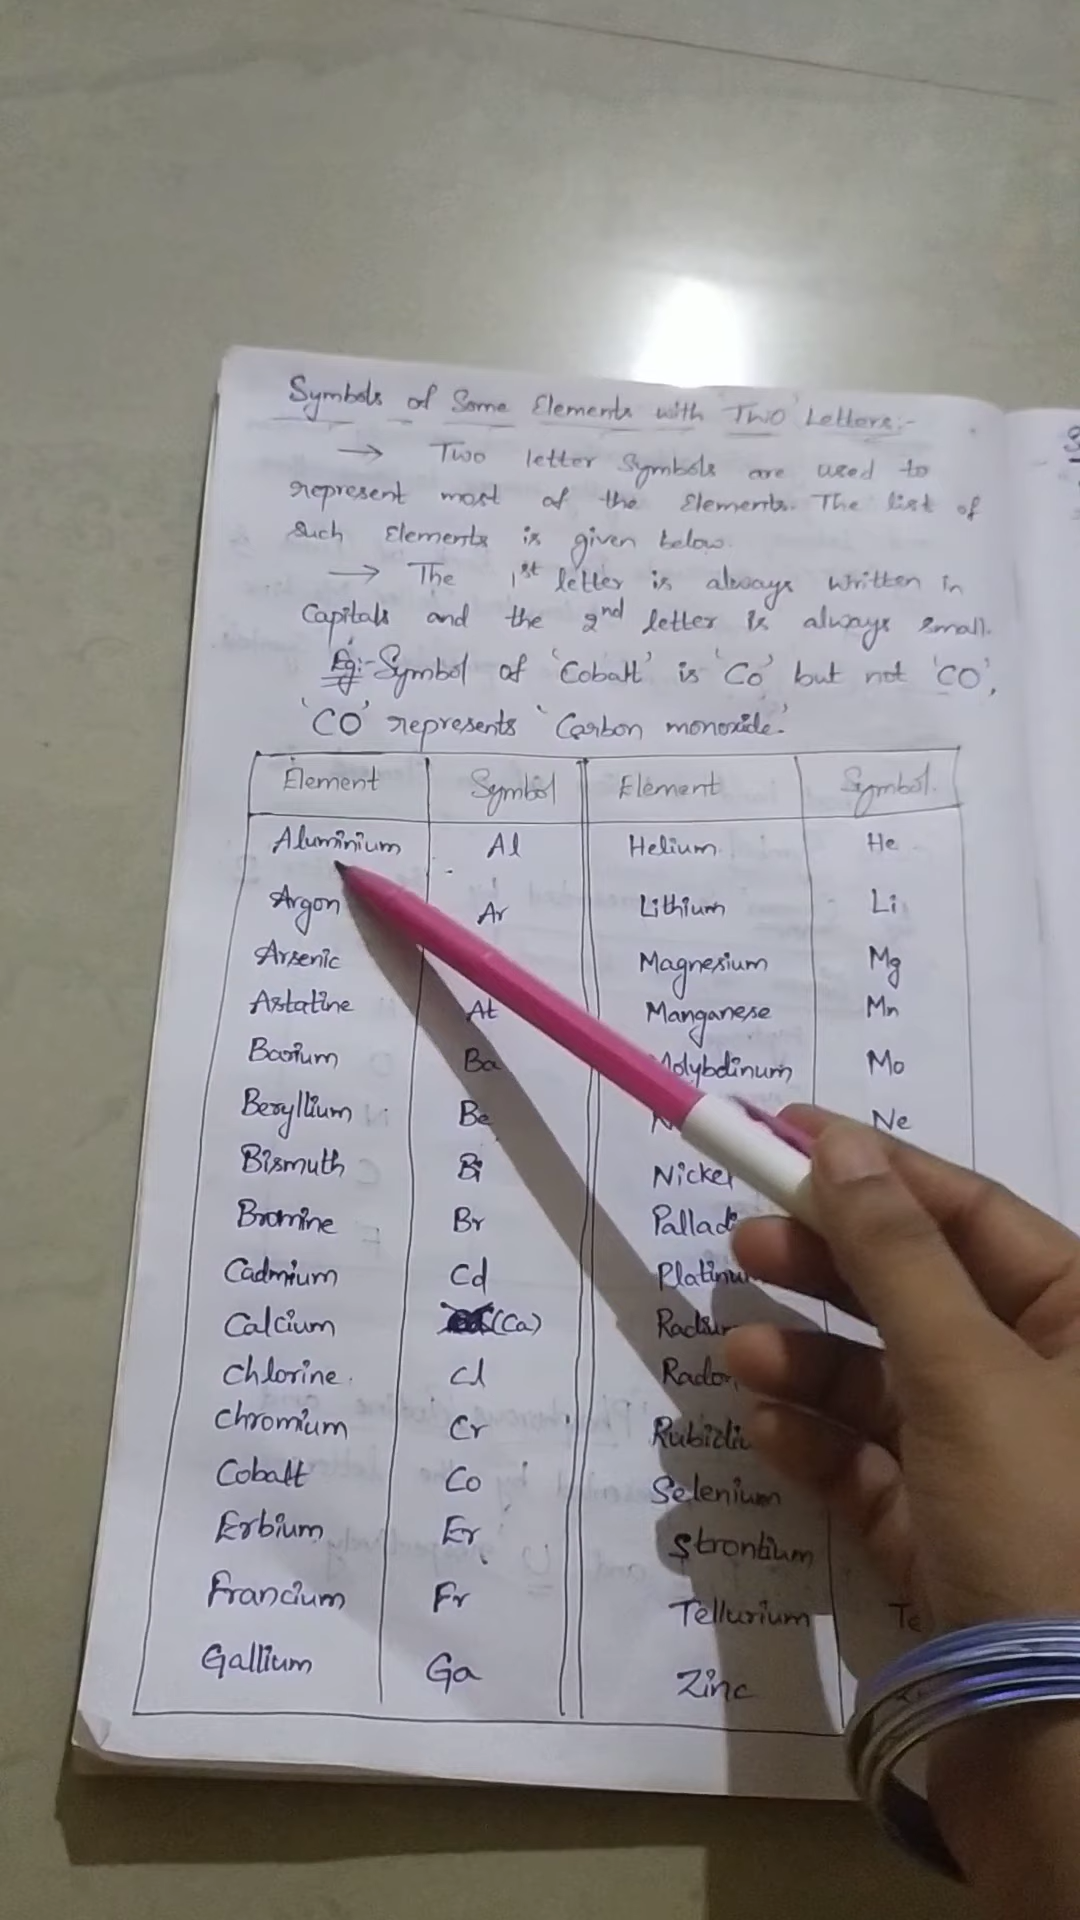 Symbols of Some Elements with Two Letters:-
→ Two letter Symbols are used to
represent most of the Elements. The list of
such Elements is given below.
→ The 1st letter is always written in
Capitals and the 2nd letter is always small.
Eg:- Symbol of 'Cobalt' is 'Co' but not 'CO',
'CO' represents 'Carbon monoxide.'
Element Symbol Element Symbol.
Aluminium Al Helium He
Argon Ar Lithium Li
Arsenic Magnesium Mg
Astatine At Manganese Mn
Barium Ba Molybdinum Mo
Beryllium Be Ne
Bismuth Bi Nickel
Bromine Br
Cadmium Cd
Calcium (Ca)
Chlorine Cl
Chromium Cr
Cobalt Co Selenium
Erbium Er Strontium
Francium Fr Tellurium Te
Gallium Ga Zinc